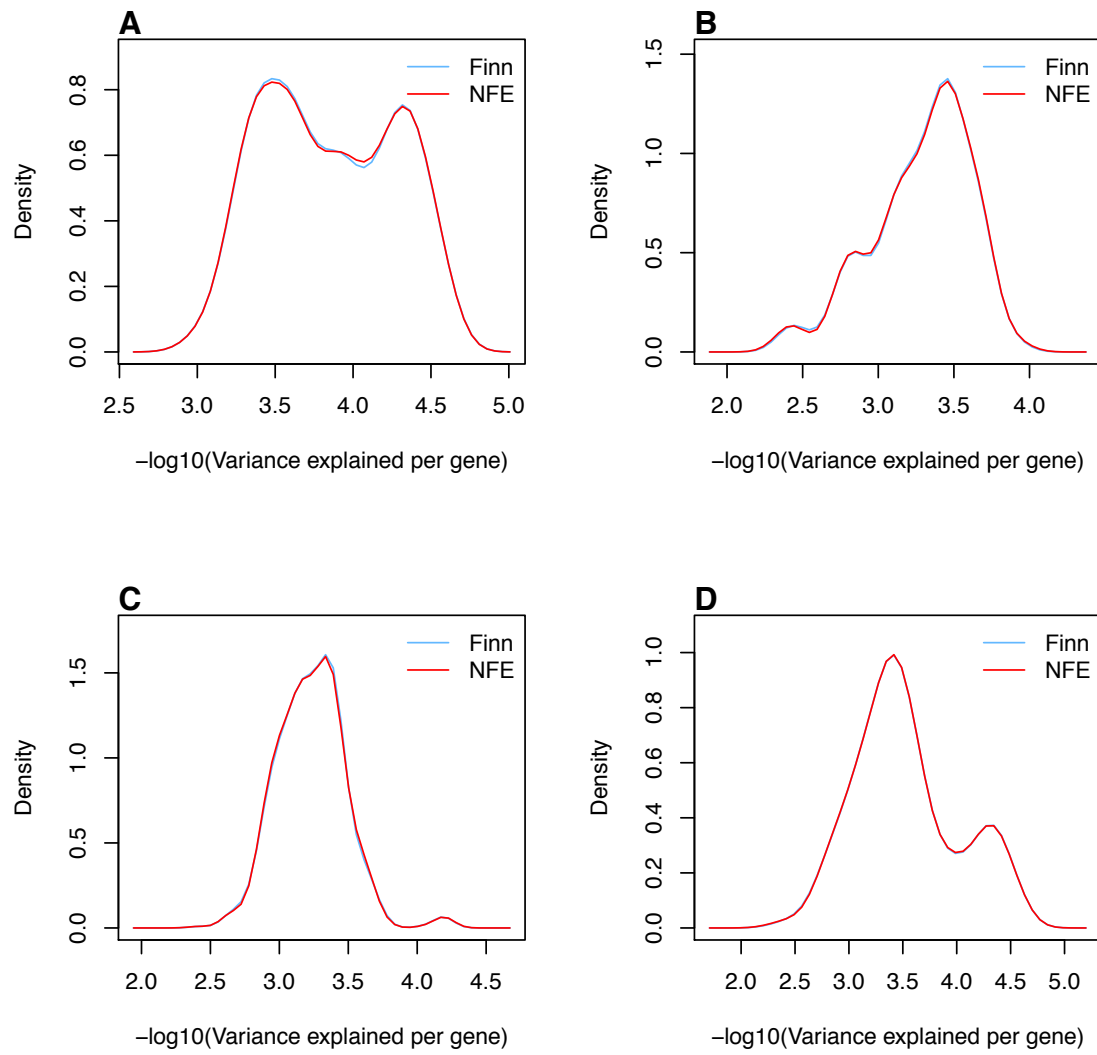 A
Finn
NFE
Density
0.0 0.2 0.4 0.6 0.8
2.5 3.0 3.5 4.0 4.5 5.0
−log10(Variance explained per gene)
B
Finn
NFE
Density
0.0 0.5 1.0 1.5
2.0 2.5 3.0 3.5 4.0
−log10(Variance explained per gene)
C
Finn
NFE
Density
0.0 0.5 1.0 1.5
2.0 2.5 3.0 3.5 4.0 4.5
−log10(Variance explained per gene)
D
Finn
NFE
Density
0.0 0.2 0.4 0.6 0.8 1.0
2.0 2.5 3.0 3.5 4.0 4.5 5.0
−log10(Variance explained per gene)